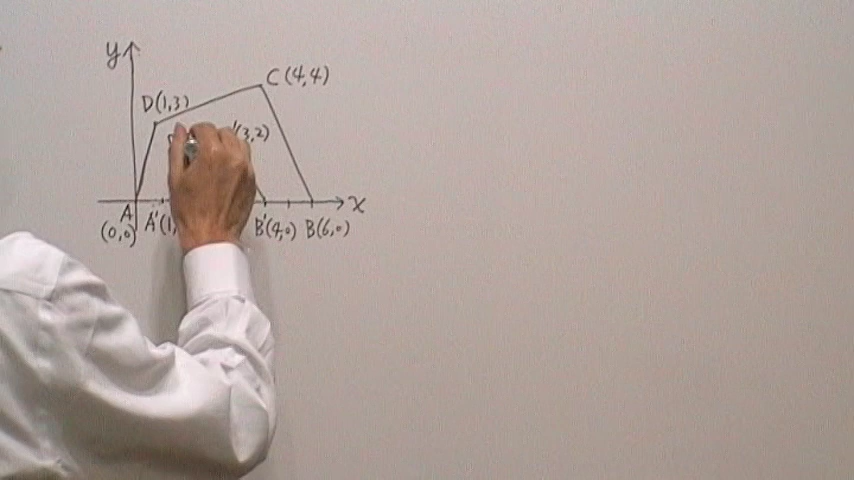 y
C(4,4)
D(1,3)
'(3,2)
x
A
(0,0)
A'(1,
B'(4,0)
B(6,0)